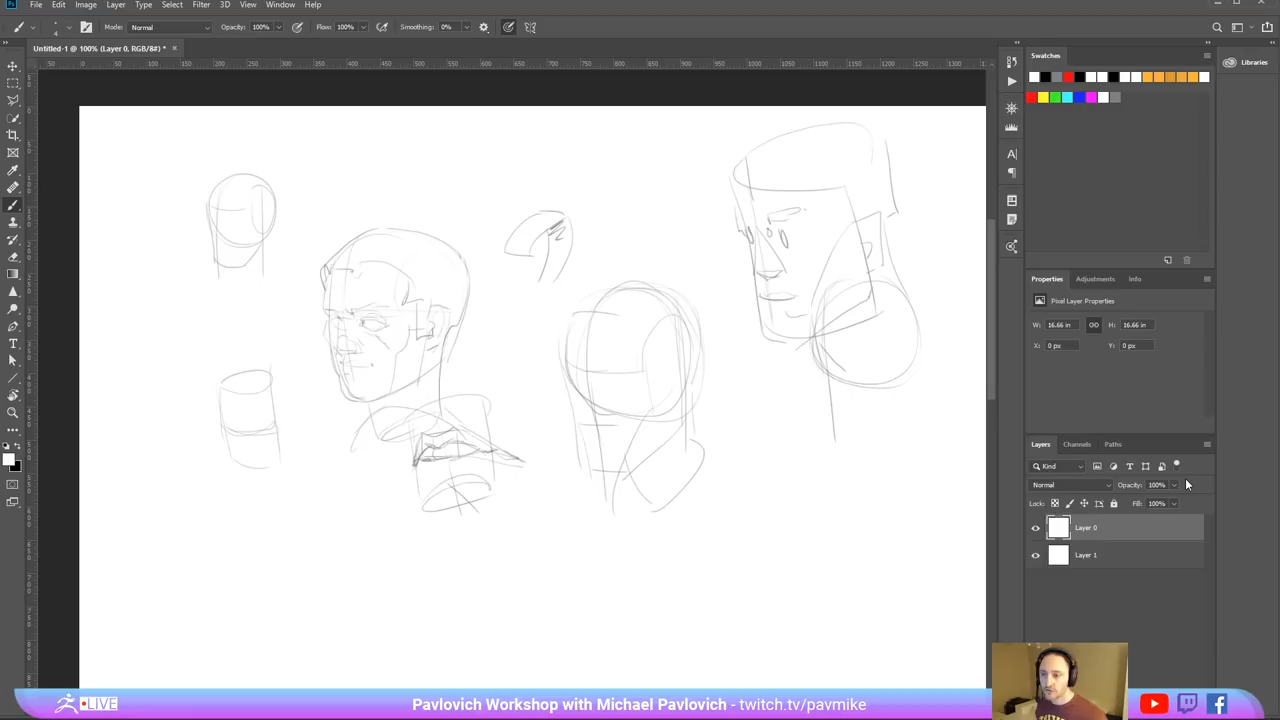 Ps File Edit Image Layer Type Select Filter 3D View Window Help
Mode: Normal Opacity: 100% Flow: 100% Smoothing: 0%
Untitled-1 @ 100% (Layer 0, RGB/8#) *
Swatches
Libraries
Properties Adjustments Info
Pixel Layer Properties
W: 16.66 in H: 16.66 in
X: 0 px Y: 0 px
Layers Channels Paths
Kind
Normal Opacity: 100%
Lock: Fill: 100%
Layer 0
Layer 1
LIVE
Pavlovich Workshop with Michael Pavlovich - twitch.tv/pavmike